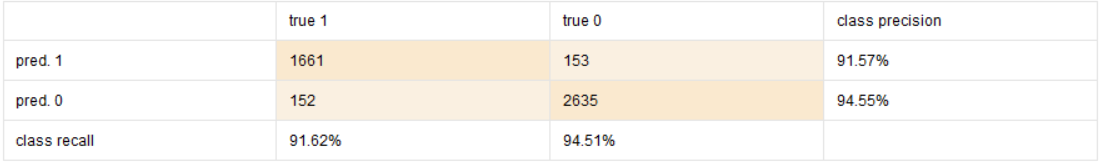 true 1 true 0 class precision
pred. 1 1661 153 91.57%
pred. 0 152 2635 94.55%
class recall 91.62% 94.51%